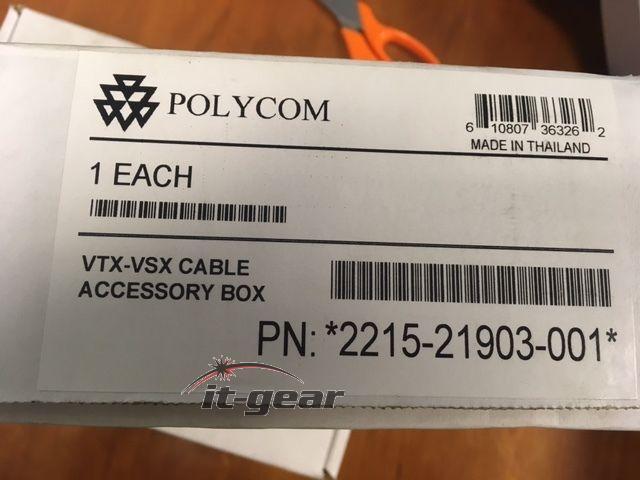 POLYCOM
6 10807 36326 2
MADE IN THAILAND
1 EACH
VTX-VSX CABLE
ACCESSORY BOX
PN: *2215-21903-001*
it-gear